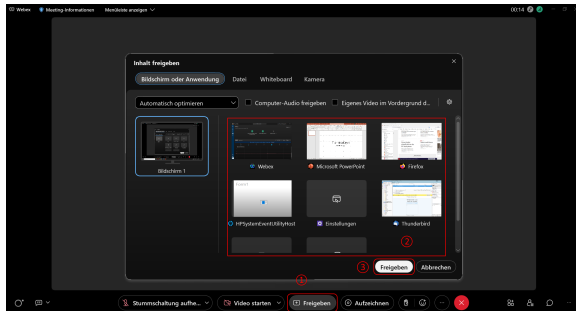 Webex Meeting-Informationen Menüleiste anzeigen 00:14
Inhalt freigeben
Bildschirm oder Anwendung Datei Whiteboard Kamera
Automatisch optimieren Computer-Audio freigeben Eigenes Video im Vordergrund d...
Bildschirm 1
Webex Microsoft PowerPoint Firefox
HPSystemEventUtilityHost Einstellungen Thunderbird
②
③ Freigeben Abbrechen
①
Stummschaltung aufhe... Video starten Freigeben Aufzeichnen